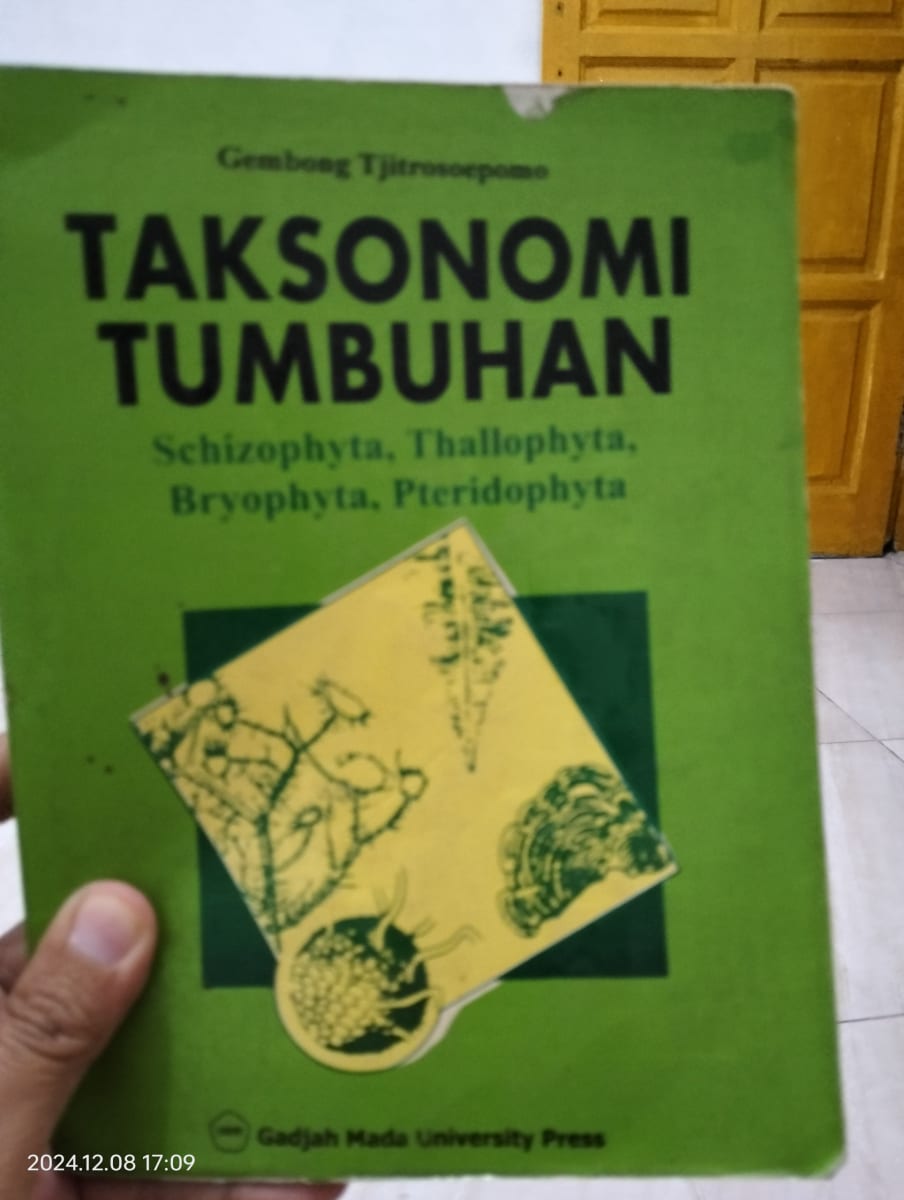 Gembong Tjitrosoepomo
TAKSONOMI
TUMBUHAN
Schizophyta, Thallophyta,
Bryophyta, Pteridophyta
Gadjah Mada University Press
2024.12.08 17:09